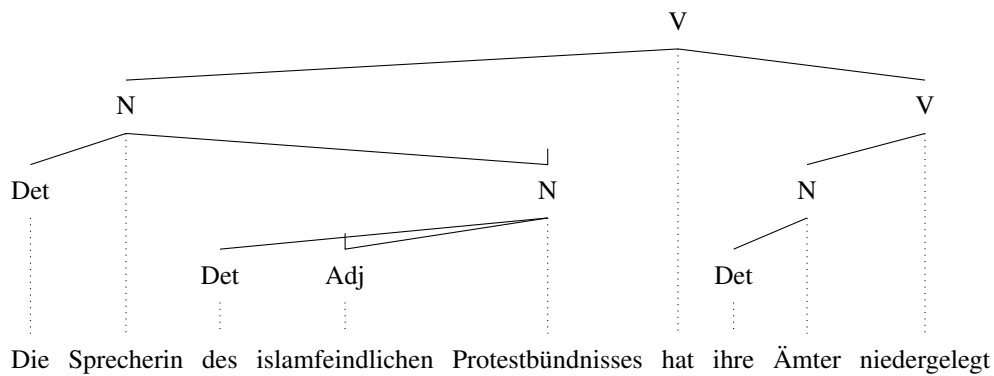 V
N V
Det N N
Det Adj Det
Die Sprecherin des islamfeindlichen Protestbündnisses hat ihre Ämter niedergelegt